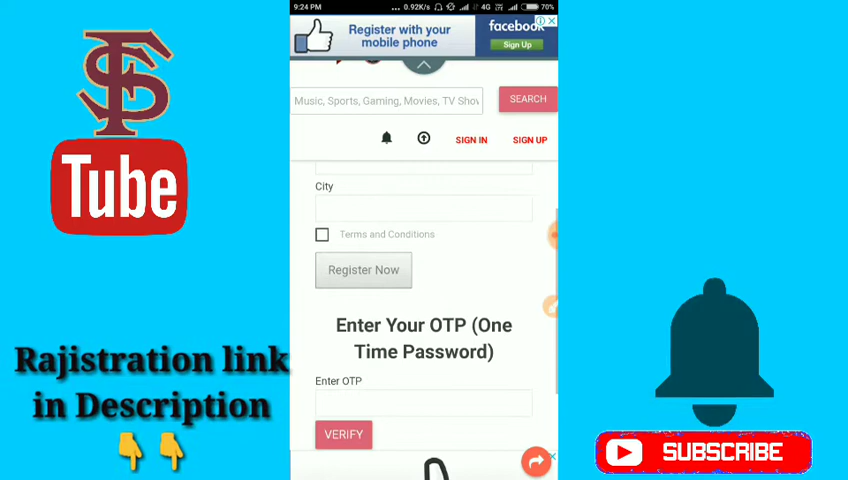 9:24 PM ... 0.92K/s 4G 70%
Register with your
mobile phone
facebook
Sign Up
Music, Sports, Gaming, Movies, TV Shov
SEARCH
SIGN IN
SIGN UP
City
Terms and Conditions
Register Now
Enter Your OTP (One
Time Password)
Enter OTP
VERIFY
Tube
Rajistration link
in Description
SUBSCRIBE